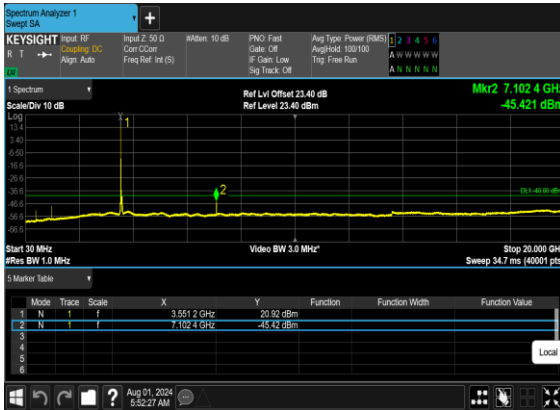 Spectrum Analyzer 1
Swept SA
+
KEYSIGHT Input: RF Input Z: 50 Ω #Atten: 10 dB PNO: Fast Avg Type: Power (RMS) 1 2 3 4 5 6
R T Coupling: DC Corr CCorr Gate: Off Avg|Hold: 100/100 A W W W W W
Align: Auto Freq Ref: Int (S) IF Gain: Low Trig: Free Run
Sig Track: Off A N N N N N
1 Spectrum
Scale/Div 10 dB
Ref Lvl Offset 23.40 dB
Ref Level 23.40 dBm
Mkr2 7.102 4 GHz
-45.421 dBm
Log
13.4
3.40
-6.60
-16.6
-26.6
-36.6
-46.6
-56.6
-66.6
1
2
DL1 -40.00 dBm
Start 30 MHz Video BW 3.0 MHz* Stop 20.000 GHz
#Res BW 1.0 MHz Sweep 34.7 ms (40001 pts)
5 Marker Table
Mode Trace Scale X Y Function Function Width Function Value
1 N 1 f 3.551 2 GHz 20.92 dBm
2 N 1 f 7.102 4 GHz -45.42 dBm
3
4
5
6
Local
? Aug 01, 2024
5:52:27 AM